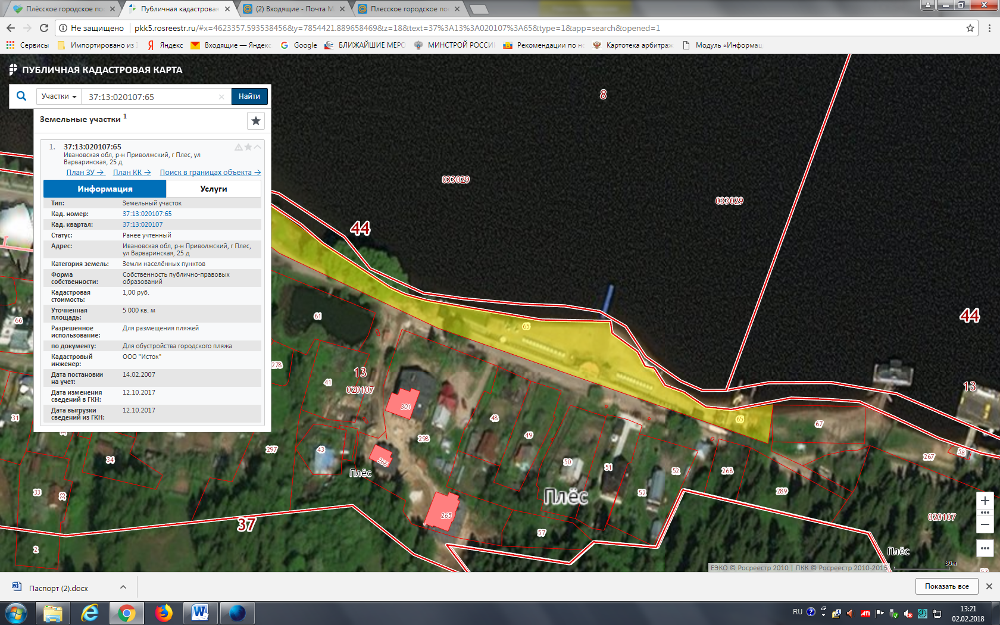 Плёсское городское по
Публичная кадастровая
(2) Входящие - Почта М
Плесское городское по
Не защищено
pkk5.rosreestr.ru/#x=4623357.593538456&y=7854421.889658469&z=18&text=37%3A13%3A020107%3A65&type=1&app=search&opened=1
Сервисы
Импортировано из
Яндекс
Входящие — Яндекс
Google
БЛИЖАЙШИЕ МЕРО
МИНСТРОЙ РОССИИ
Рекомендации по но
Картотека арбитраж
Модуль «Информац
ПУБЛИЧНАЯ КАДАСТРОВАЯ КАРТА
Участки
37:13:020107:65
Найти
Земельные участки 1
1. 37:13:020107:65
Ивановская обл, р-н Приволжский, г Плес, ул
Варваринская, 25 д
План ЗУ → План КК → Поиск в границах объекта →
Информация Услуги
Тип: Земельный участок
Кад. номер: 37:13:020107:65
Кад. квартал: 37:13:020107
Статус: Ранее учтенный
Адрес: Ивановская обл, р-н Приволжский, г Плес,
ул Варваринская, 25 д
Категория земель: Земли населённых пунктов
Форма собственности: Собственность публично-правовых
образований
Кадастровая стоимость: 1,00 руб.
Уточненная площадь: 5 000 кв. м
Разрешенное использование: Для размещения пляжей
по документу: Для обустройства городского пляжа
Кадастровый инженер: ООО "Исток"
Дата постановки на учет: 14.02.2007
Дата изменения сведений в ГКН: 12.10.2017
Дата выгрузки сведений из ГКН: 12.10.2017
8
033029
033029
44
44
13
13
020107
020107
37
65
65
61
66
278
41
301
31
298
48
49
67
297
43
266
34
50
51
52
52
268
267
58
289
33
33
265
57
2
53
Плёс
Плёс
Плёс
30м
ЕЭКО © Росреестр 2010 | ПКК © Росреестр 2010-2015
Паспорт (2).docx
Показать все
RU
ATI
13:21
02.02.2018